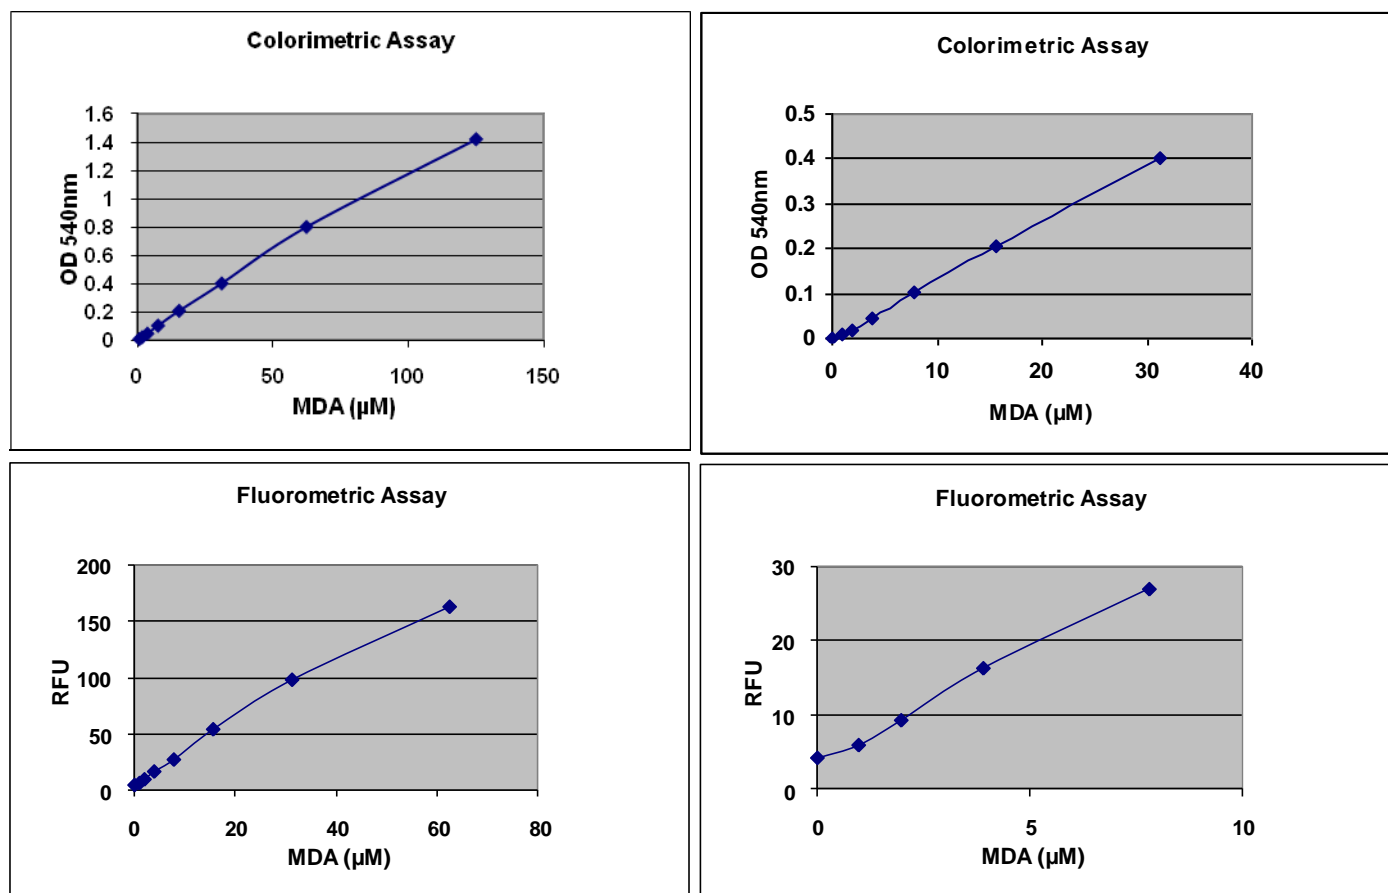 Colorimetric Assay
1.6
1.4
1.2
1
0.8
0.6
0.4
0.2
0
OD 540nm
0 50 100 150
MDA (µM)
Colorimetric Assay
0.5
0.4
0.3
0.2
0.1
0
OD 540nm
0 10 20 30 40
MDA (µM)
Fluorometric Assay
200
150
100
50
0
RFU
0 20 40 60 80
MDA (µM)
Fluorometric Assay
30
20
10
0
RFU
0 5 10
MDA (µM)